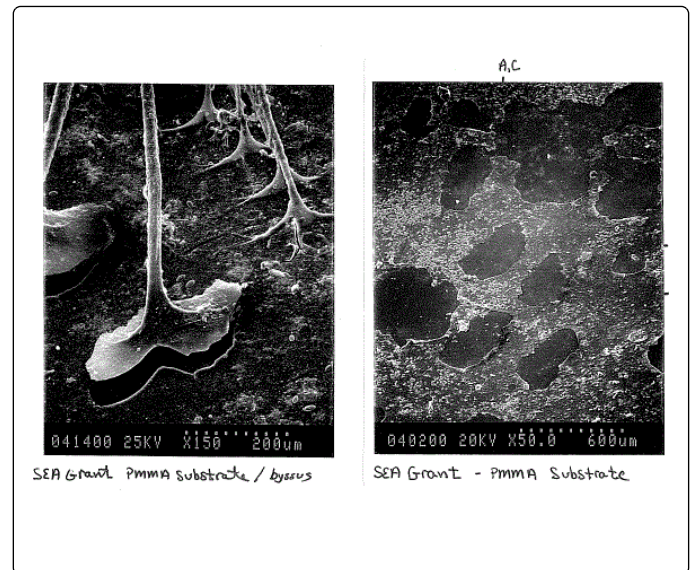 A,C
041400 25KV X150 200um
040200 20KV X50.0 600um
SEA Grant PMMA Substrate / byssus
SEA Grant - PMMA Substrate